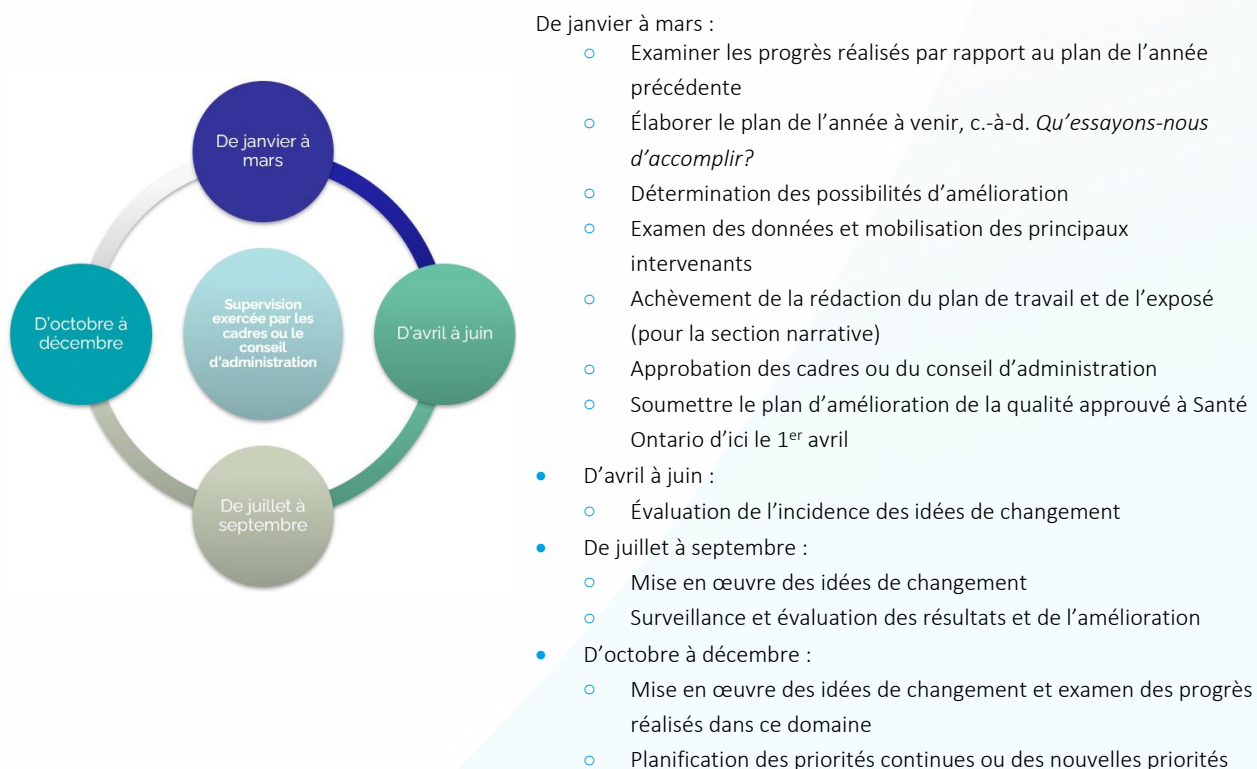 De janvier à
mars
D'avril à juin
De juillet à
septembre
D'octobre à
décembre
Supervision
exercée par les
cadres ou le
conseil
d'administration
De janvier à mars :
○ Examiner les progrès réalisés par rapport au plan de l’année
précédente
○ Élaborer le plan de l’année à venir, c.-à-d. Qu’essayons-nous
d’accomplir?
○ Détermination des possibilités d’amélioration
○ Examen des données et mobilisation des principaux
intervenants
○ Achèvement de la rédaction du plan de travail et de l’exposé
(pour la section narrative)
○ Approbation des cadres ou du conseil d’administration
○ Soumettre le plan d’amélioration de la qualité approuvé à Santé
Ontario d’ici le 1er avril
• D’avril à juin :
○ Évaluation de l’incidence des idées de changement
• De juillet à septembre :
○ Mise en œuvre des idées de changement
○ Surveillance et évaluation des résultats et de l’amélioration
• D’octobre à décembre :
○ Mise en œuvre des idées de changement et examen des progrès
réalisés dans ce domaine
○ Planification des priorités continues ou des nouvelles priorités